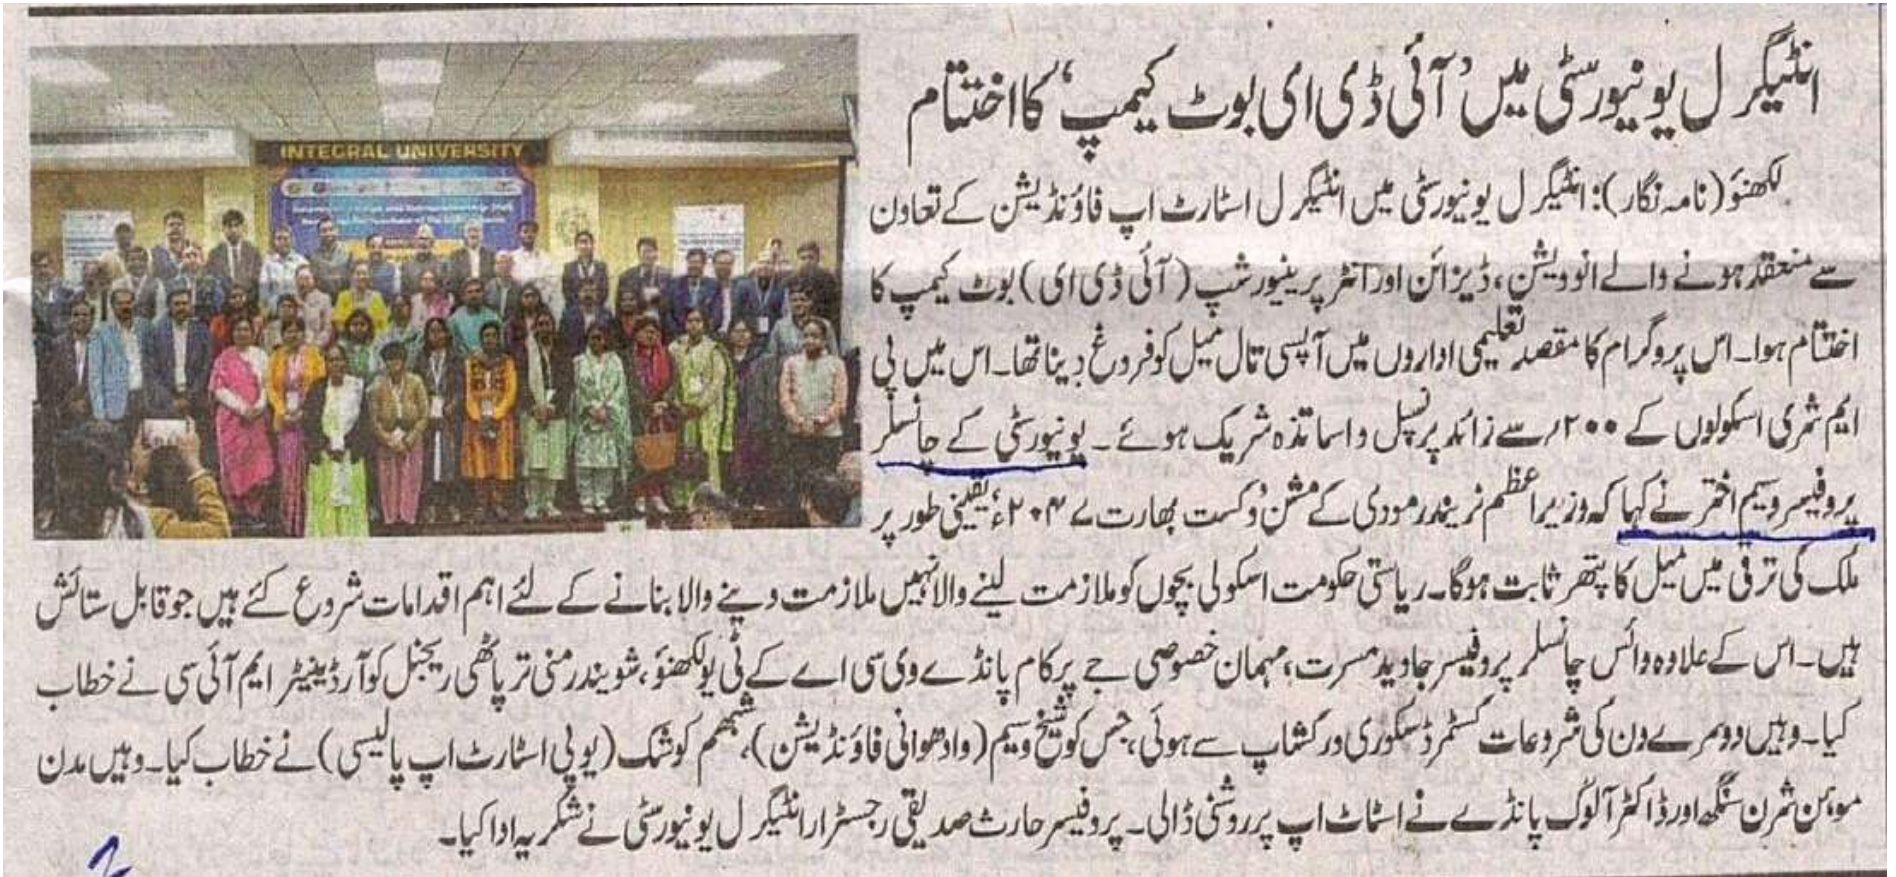 انٹیگرل یونیورسٹی میں ’آئی ڈی ای بوٹ کیمپ‘ کا اختتام
INTEGRAL UNIVERSITY
لکھنؤ (نامہ نگار): انٹیگرل یونیورسٹی میں انٹیگرل اسٹارٹ اپ فاؤنڈیشن کے تعاون
سے منعقد ہونے والے انوویشن، ڈیزائن اور انٹرپرینیورشپ (آئی ڈی ای) بوٹ کیمپ کا
اختتام ہوا۔ اس پروگرام کا مقصد تعلیمی اداروں میں آپسی تال میل کو فروغ دینا تھا۔ اس میں پی
ایم شری اسکولوں کے ۲۰۰؍ سے زائد پرنسپل و اساتذہ شریک ہوئے۔ یونیورسٹی کے چانسلر
پروفیسر وسیم اختر نے کہا کہ وزیراعظم نریندر مودی کے مشن وکست بھارت ۲۰۴۷ء یقینی طور پر
ملک کی ترقی میں میل کا پتھر ثابت ہوگا۔ ریاستی حکومت اسکولی بچوں کو ملازمت لینے والا نہیں ملازمت دینے والا بنانے کے لئے اہم اقدامات شروع کئے ہیں جو قابل ستائش
ہیں۔ اس کے علاوہ وائس چانسلر پروفیسر جاوید مسرت، مہمان خصوصی جے پرکام پانڈے وی سی اے کے ٹی یو لکھنؤ، شویندر منی ترپاٹھی ریجنل کوآرڈینیٹر ایم آئی سی نے خطاب
کیا۔ وہیں دوسرے دن کی شروعات کسٹمر ڈسکوری ورکشاپ سے ہوئی، جس کو شیخ وسیم (وادھوانی فاؤنڈیشن)، شبھم کوشک (یو پی اسٹارٹ اپ پالیسی) نے خطاب کیا۔ وہیں مدن
موہن شرن سنگھ اور ڈاکٹر آلوک پانڈے نے اسٹاٹ اپ پر روشنی ڈالی۔ پروفیسر حارث صدیقی رجسٹرار انٹیگرل یونیورسٹی نے شکریہ ادا کیا۔